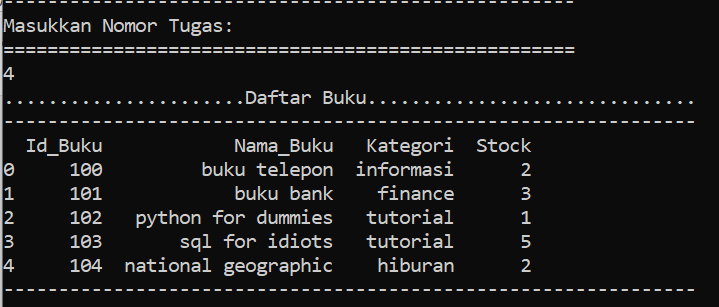 -----------------------------------------------------
Masukkan Nomor Tugas:
=====================================================
4
......................Daftar Buku..............................
----------------------------------------------------------------
  Id_Buku            Nama_Buku   Kategori  Stock
0     100         buku telepon  informasi      2
1     101            buku bank    finance      3
2     102   python for dummies   tutorial      1
3     103       sql for idiots   tutorial      5
4     104  national geographic    hiburan      2
----------------------------------------------------------------